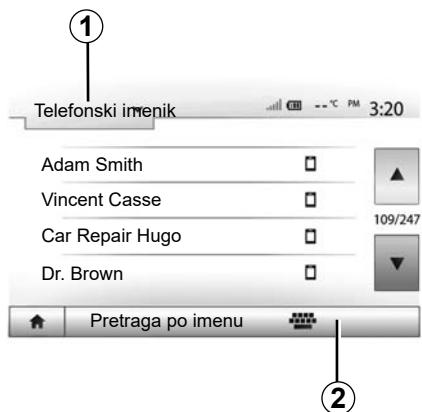 1
Telefonski imenik
--°C PM 3:20
Adam Smith
Vincent Casse
109/247
Car Repair Hugo
Dr. Brown
Pretraga po imenu
2